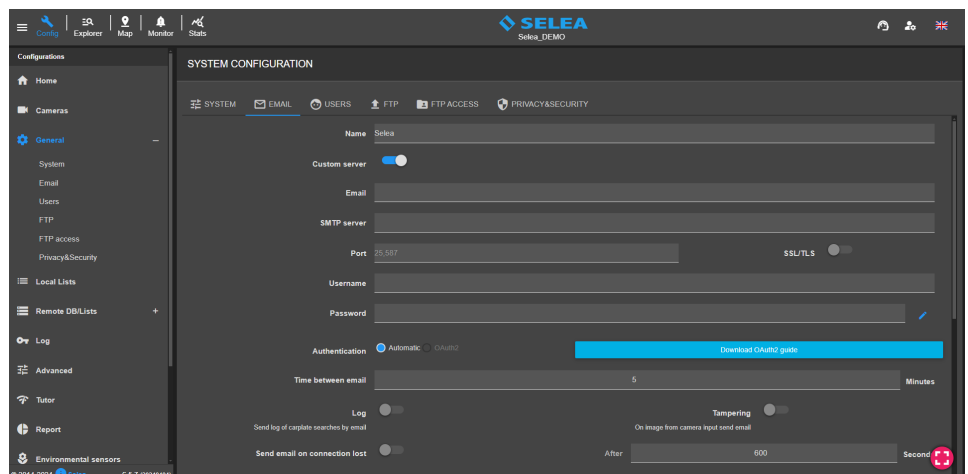 Config
Explorer
Map
Monitor
Stats
SELEA
Selea_DEMO
Configurations
Home
Cameras
General
System
Email
Users
FTP
FTP access
Privacy&Security
Local Lists
Remote DB/Lists
Log
Advanced
Tutor
Report
Environmental sensors
SYSTEM CONFIGURATION
SYSTEM EMAIL USERS FTP FTP ACCESS PRIVACY&SECURITY
Name Selea
Custom server
Email
SMTP server
Port 25,587 SSL/TLS
Username
Password
Authentication Automatic OAuth2 Download OAuth2 guide
Time between email 5 Minutes
Log Tampering
Send log of carplate searches by email On image from camera input send email
Send email on connection lost After 600 Second